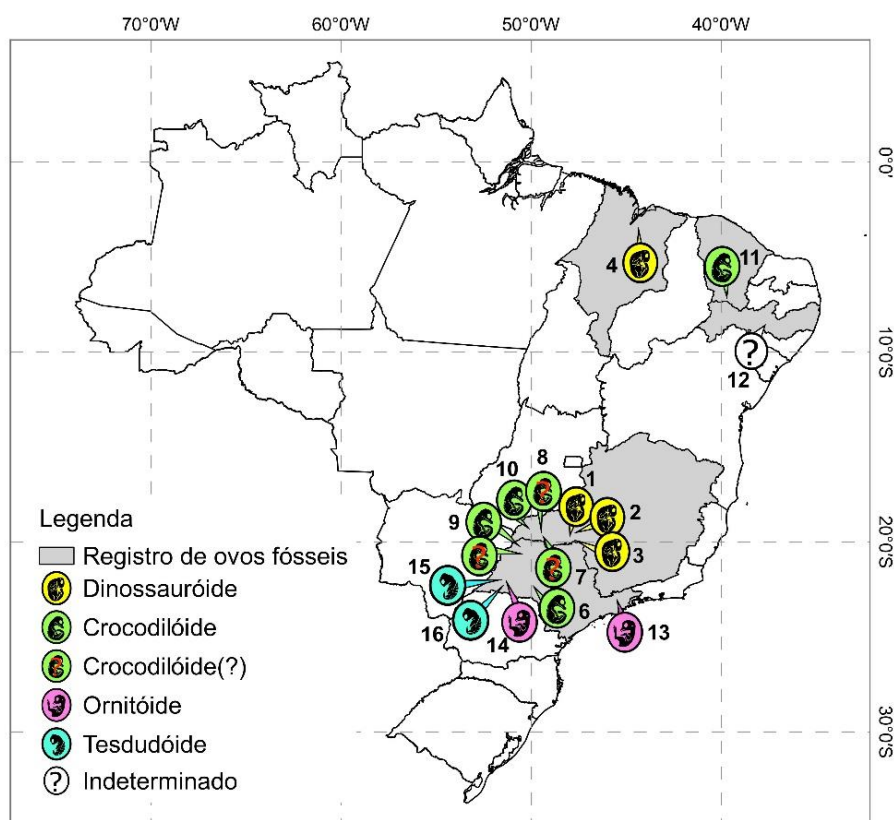 70°0'W 60°0'W 50°0'W 40°0'W
0°0'
10°0'S
20°0'S
30°0'S
4
11
12
?
8
10
1
2
9
3
15
7
6
16
14
13
Legenda
Registro de ovos fósseis
Dinossauróide
Crocodilóide
Crocodilóide(?)
Ornitóide
Tesdudóide
? Indeterminado